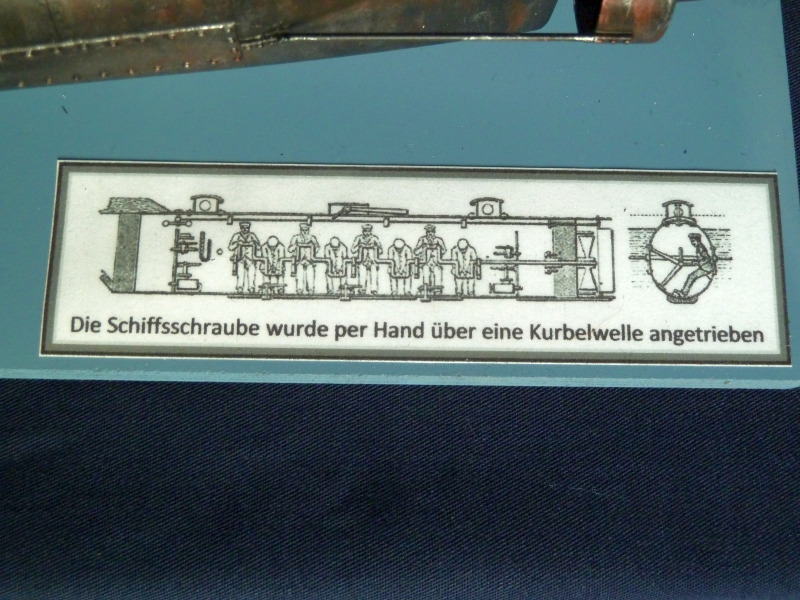 Die Schiffsschraube wurde per Hand über eine Kurbelwelle angetrieben